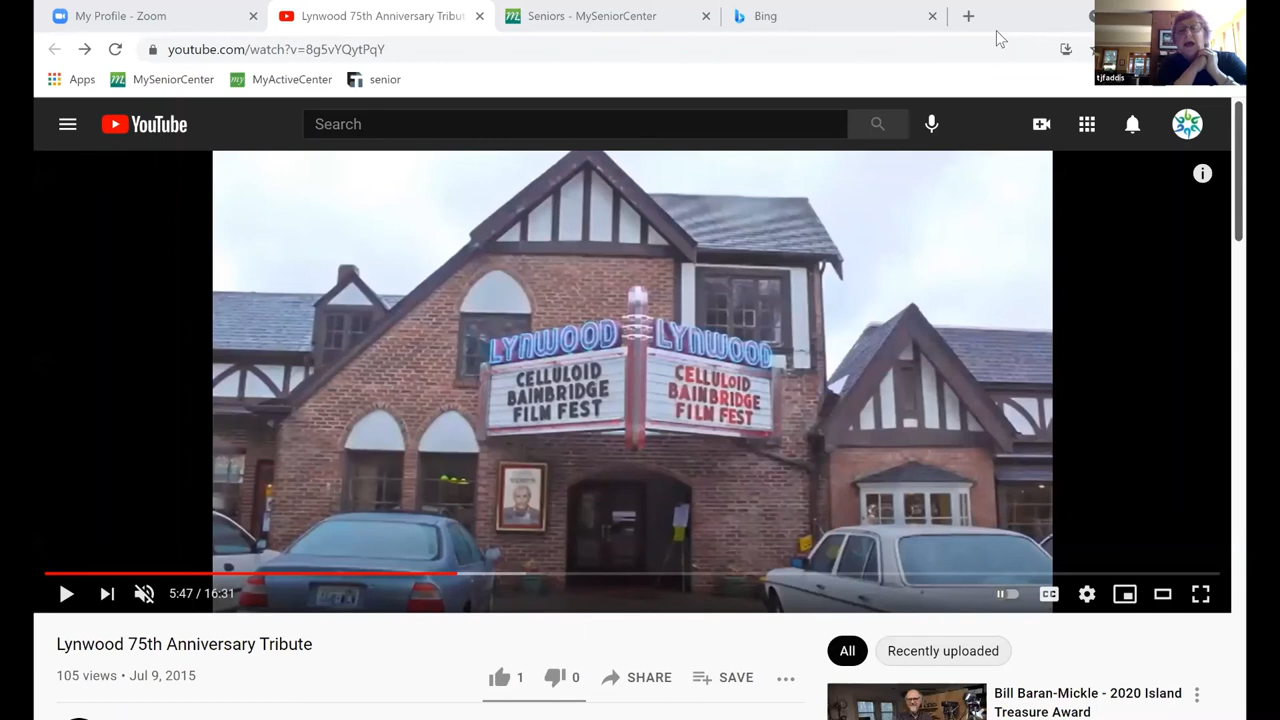 My Profile - Zoom
Lynwood 75th Anniversary Tribut
Seniors - MySeniorCenter
Bing
youtube.com/watch?v=8g5vYQytPqY
tjfaddis
Apps
MySeniorCenter
MyActiveCenter
senior
YouTube
Search
LYNWOOD
LYNWOOD
CELLULOID
BAINBRIDGE
FILM FEST
CELLULOID
BAINBRIDGE
FILM FEST
5:47 / 16:31
CC
Lynwood 75th Anniversary Tribute
105 views • Jul 9, 2015
1
0
SHARE
SAVE
All
Recently uploaded
Bill Baran-Mickle - 2020 Island
Treasure Award